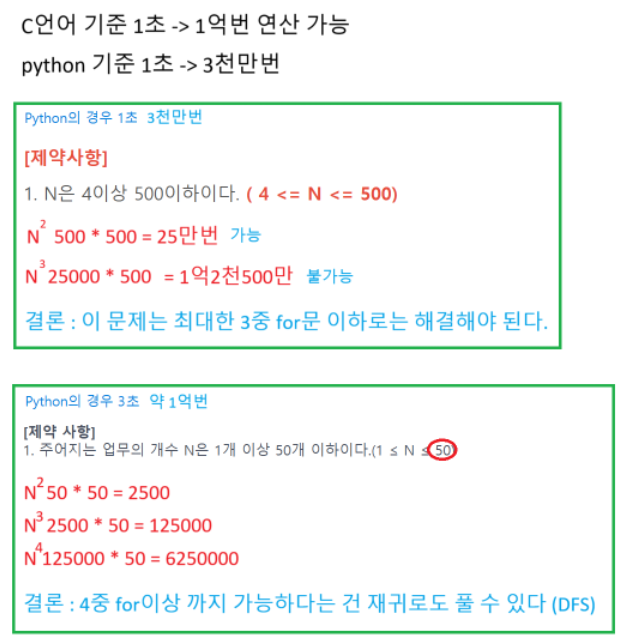 C언어 기준 1초 -> 1억번 연산 가능
python 기준 1초 -> 3천만번
Python의 경우 1초 3천만번
[제약사항]
1. N은 4이상 500이하이다. ( 4 <= N <= 500)
N² 500 * 500 = 25만번 가능
N³ 25000 * 500 = 1억2천500만 불가능
결론 : 이 문제는 최대한 3중 for문 이하로는 해결해야 된다.
Python의 경우 3초 약 1억번
[제약 사항]
1. 주어지는 업무의 개수 N은 1개 이상 50개 이하이다.(1 ≤ N ≤ 50)
N² 50 * 50 = 2500
N³ 2500 * 50 = 125000
N⁴ 125000 * 50 = 6250000
결론 : 4중 for이상 까지 가능하다는 건 재귀로도 풀 수 있다 (DFS)